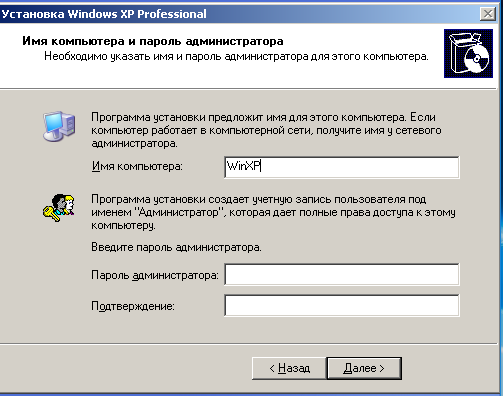 Установка Windows XP Professional
Имя компьютера и пароль администратора
Необходимо указать имя и пароль администратора для этого компьютера.
Программа установки предложит имя для этого компьютера. Если
компьютер работает в компьютерной сети, получите имя у сетевого
администратора.
Имя компьютера: WinXP
Программа установки создает учетную запись пользователя под
именем "Администратор", которая дает полные права доступа к этому
компьютеру.
Введите пароль администратора.
Пароль администратора:
Подтверждение:
< Назад Далее >